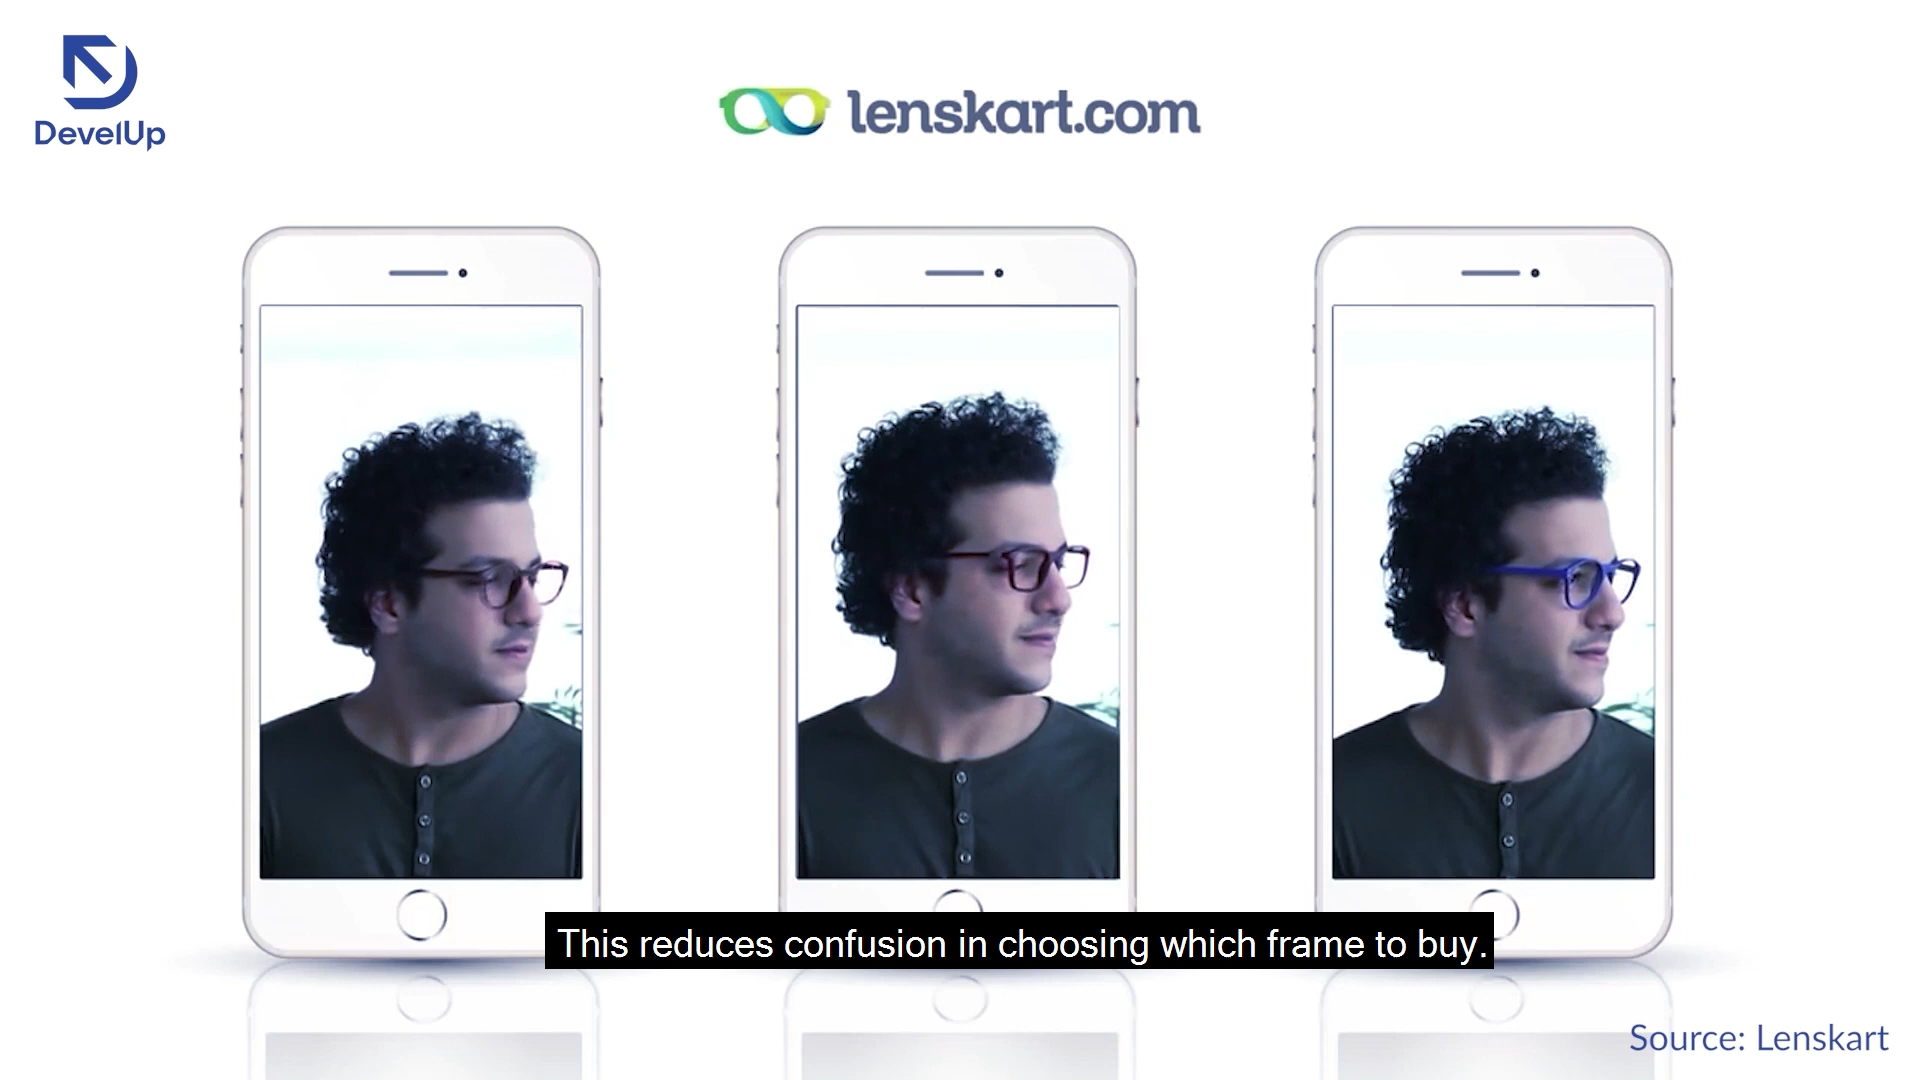 DevelUp
lenskart.com
This reduces confusion in choosing which frame to buy.
Source: Lenskart